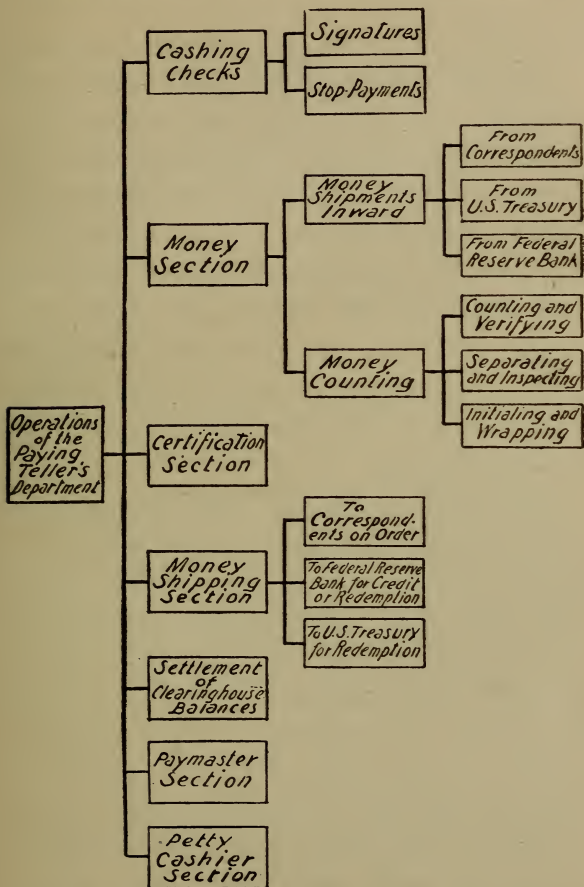 Operations
of the
Paying
Teller's
Department
Cashing
Checks
Signatures
Stop-Payments
Money
Section
Money
Shipments
Inward
From
Correspondents
From
U.S. Treasury
From Federal
Reserve Bank
Money
Counting
Counting and
Verifying
Separating
and Inspecting
Initialing and
Wrapping
Certification
Section
Money
Shipping
Section
To
Correspond-
ents on Order
To Federal Reserve
Bank for Credit
or Redemption
To U.S. Treasury
for Redemption
Settlement
of
Clearinghouse
Balances
Paymaster
Section
Petty
Cashier
Section